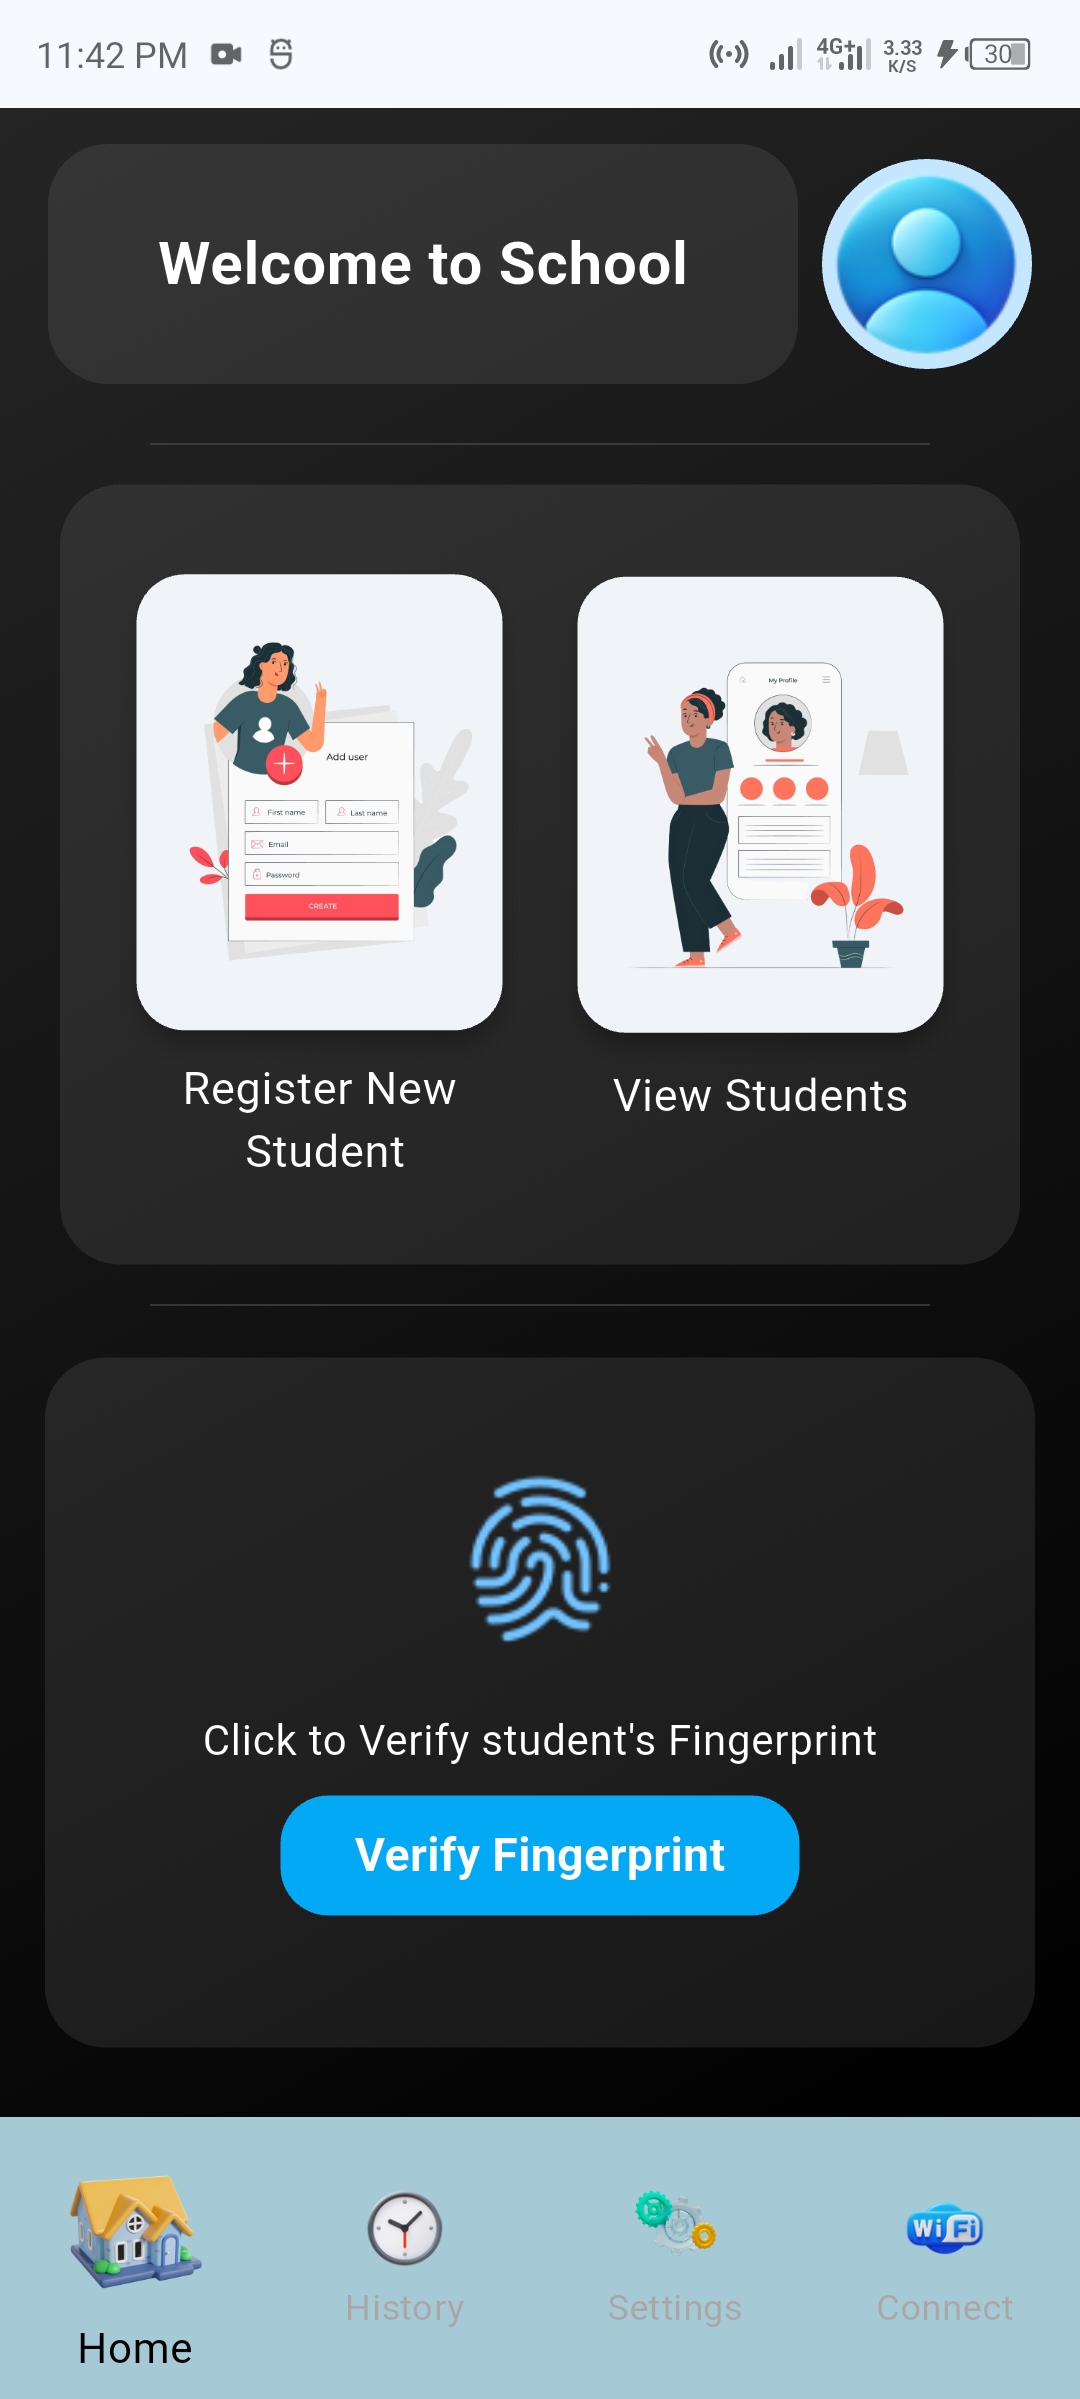 11:42 PM
4G+ 3.33 K/S 30
Welcome to School
Add user
First name Last name
Email
Password
CREATE
My Profile
Register New
Student
View Students
Click to Verify student's Fingerprint
Verify Fingerprint
WiFi
Home
History
Settings
Connect